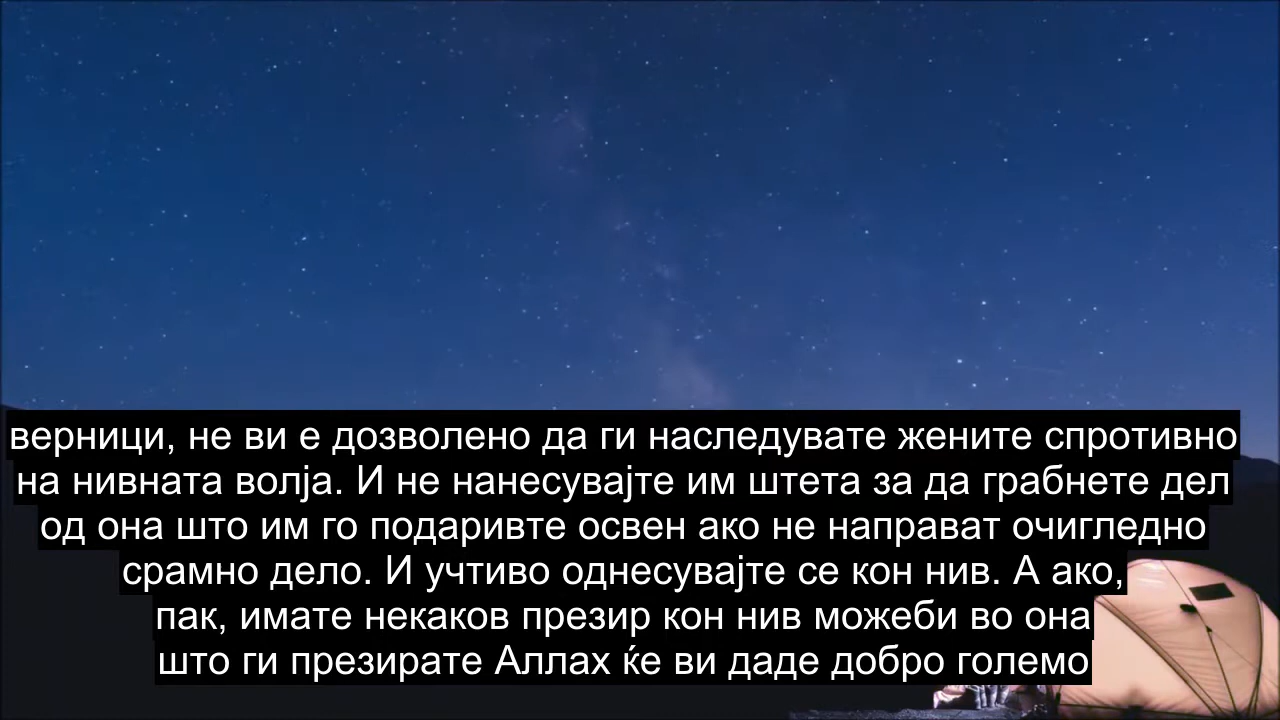 верници, не ви е дозволено да ги наследувате жените спротивно
на нивната волја. И не нанесувајте им штета за да грабнете дел
од она што им го подаривте освен ако не направат очигледно
срамно дело. И учтиво однесувајте се кон нив. А ако,
пак, имате некаков презир кон нив можеби во она
што ги презирате Аллах ќе ви даде добро големо